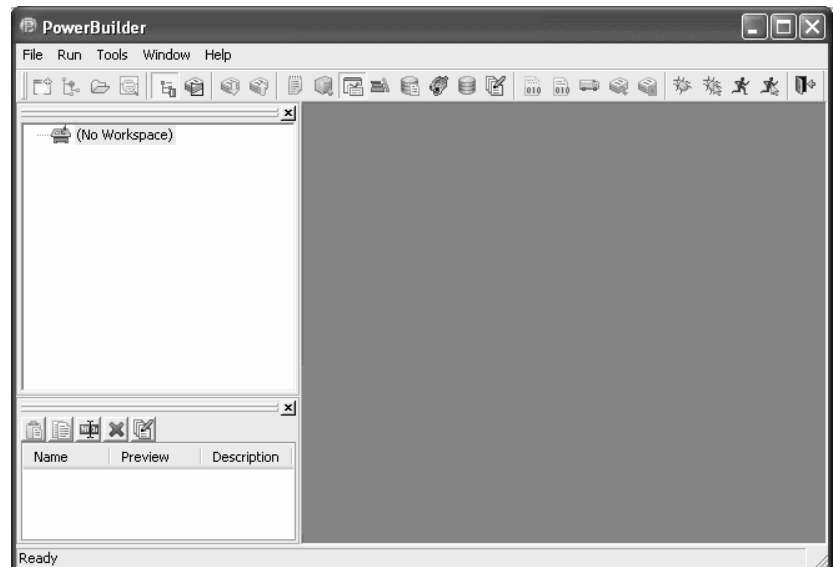 PowerBuilder
File Run Tools Window Help
(No Workspace)
Name Preview Description
Ready